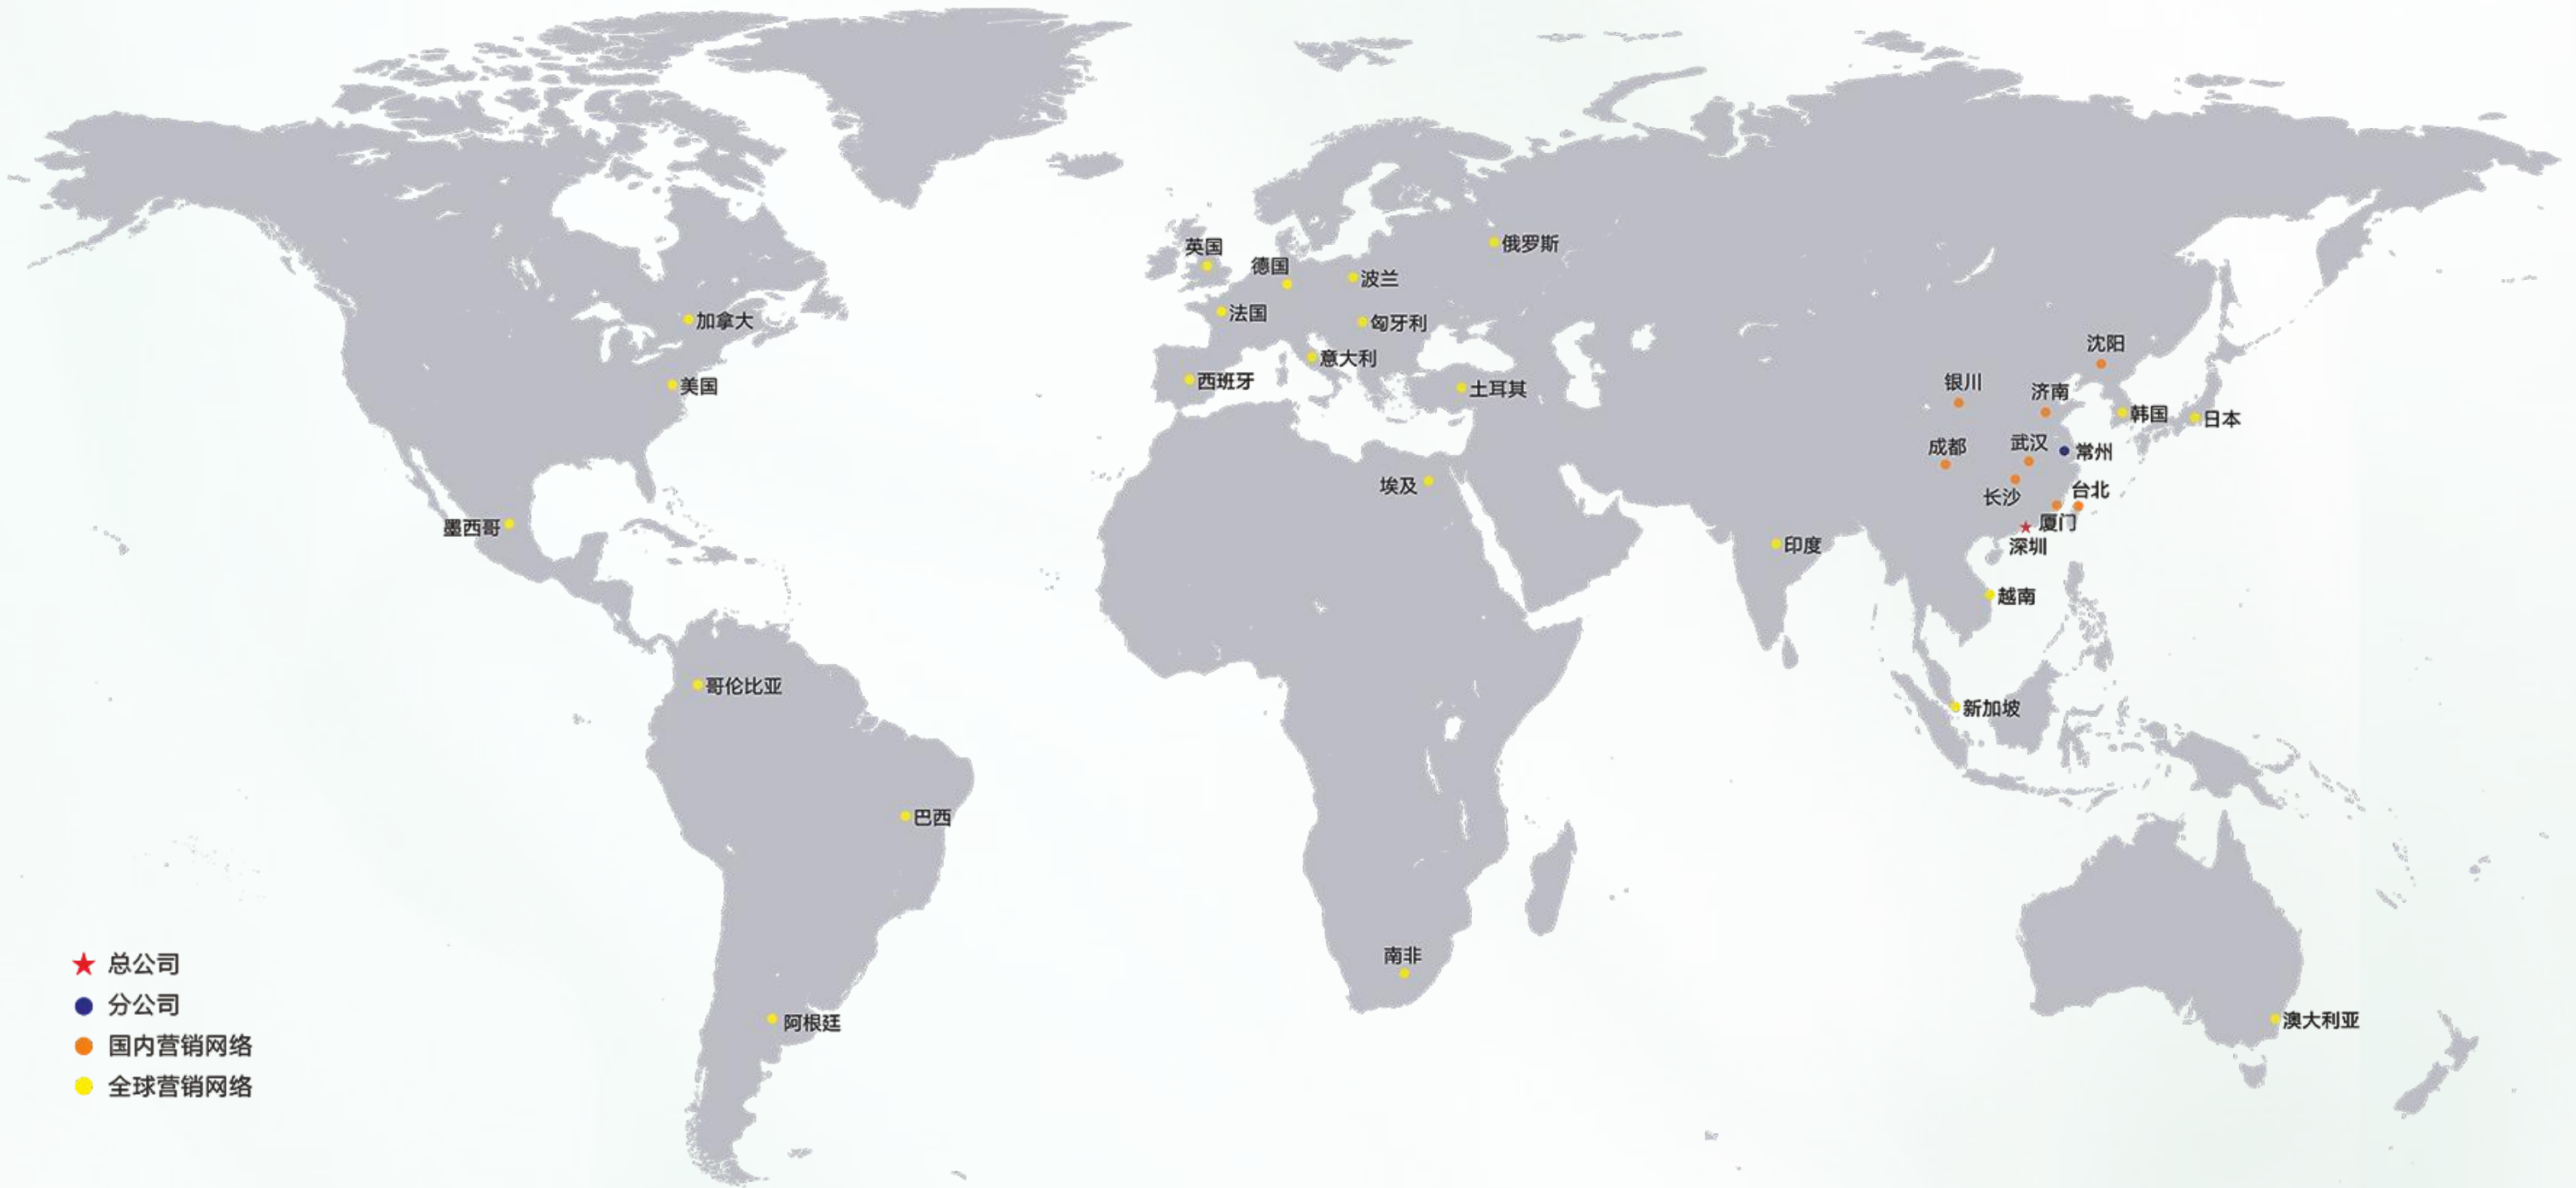 英国
俄罗斯
德国
波兰
法国
匈牙利
加拿大
沈阳
意大利
西班牙
银川
美国
土耳其
济南
韩国
日本
武汉
成都
常州
埃及
台北
长沙
厦门
墨西哥
深圳
印度
越南
哥伦比亚
新加坡
巴西
南非
总公司
分公司
阿根廷
澳大利亚
国内营销网络
全球营销网络